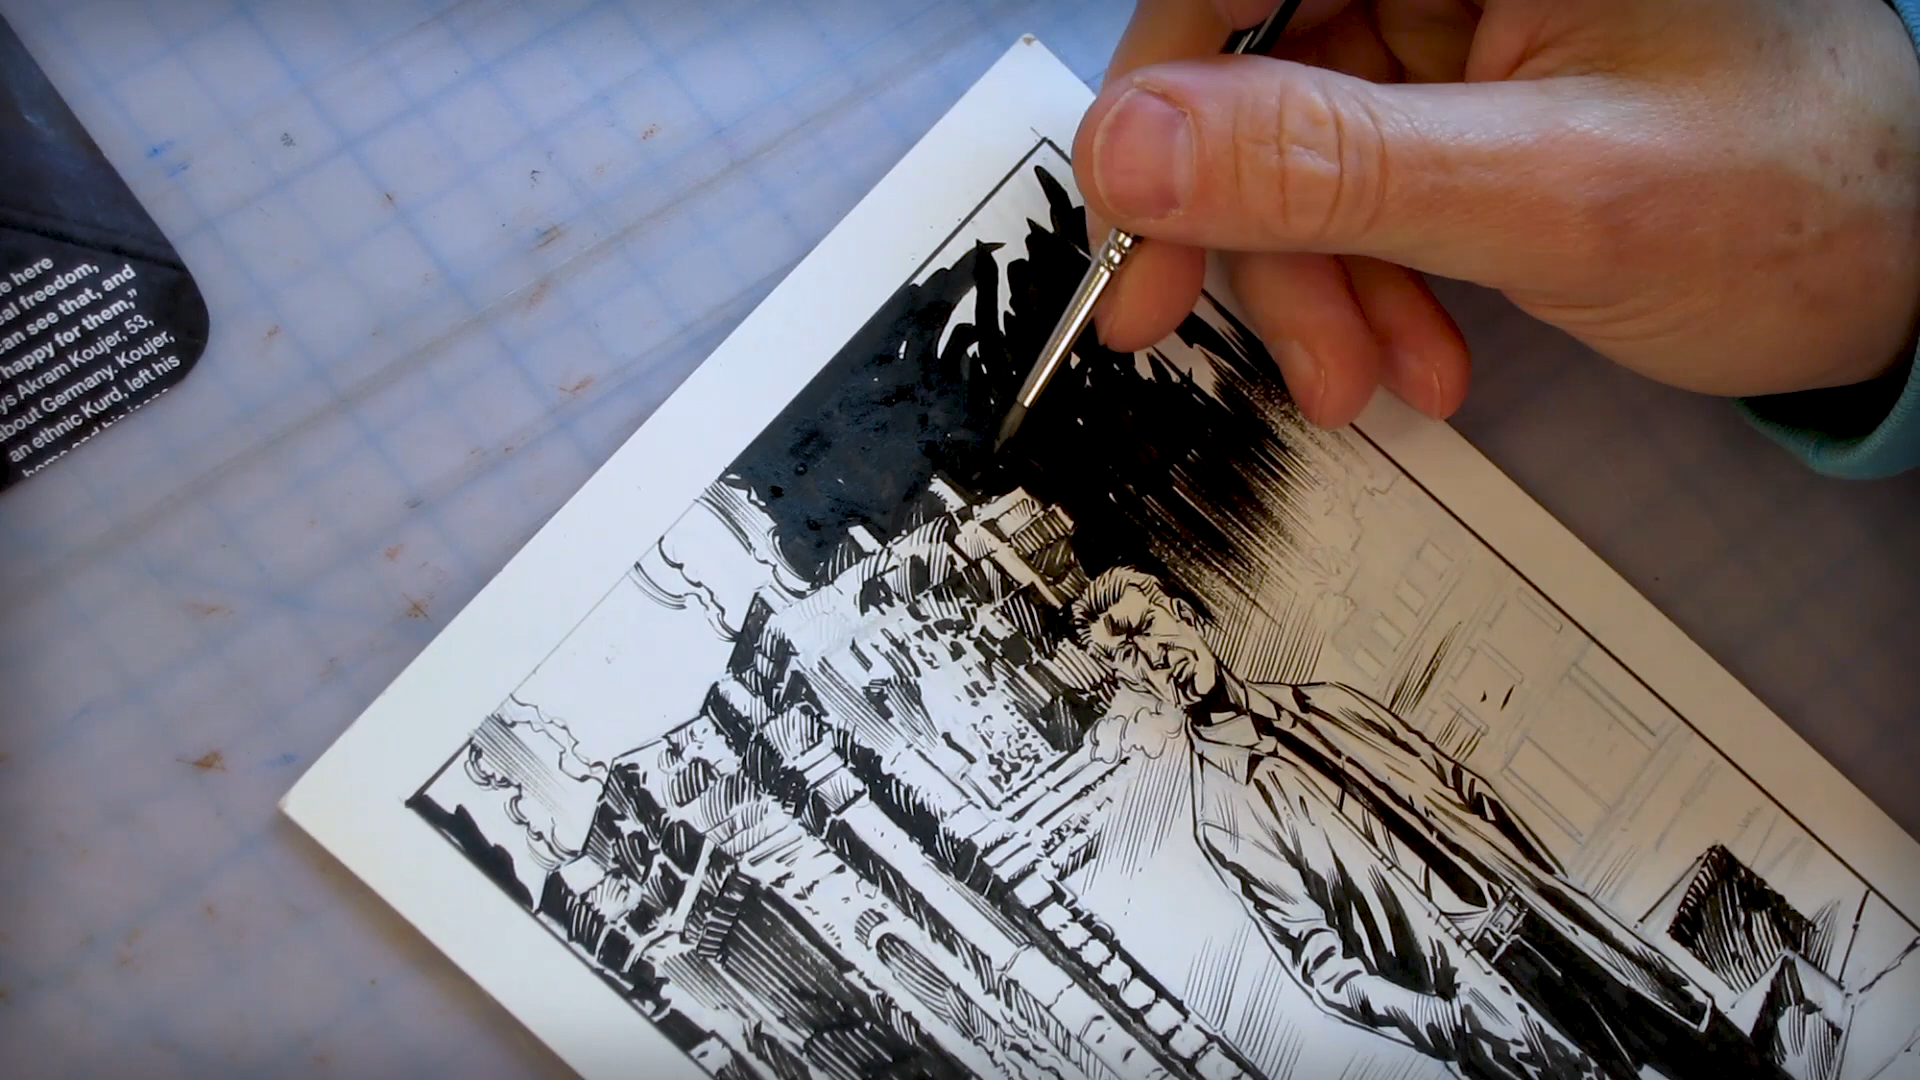 e here
eal freedom,
can see that, and
happy for them,”
ys Akram Koujer, 53,
about Germany. Koujer,
an ethnic Kurd, left his